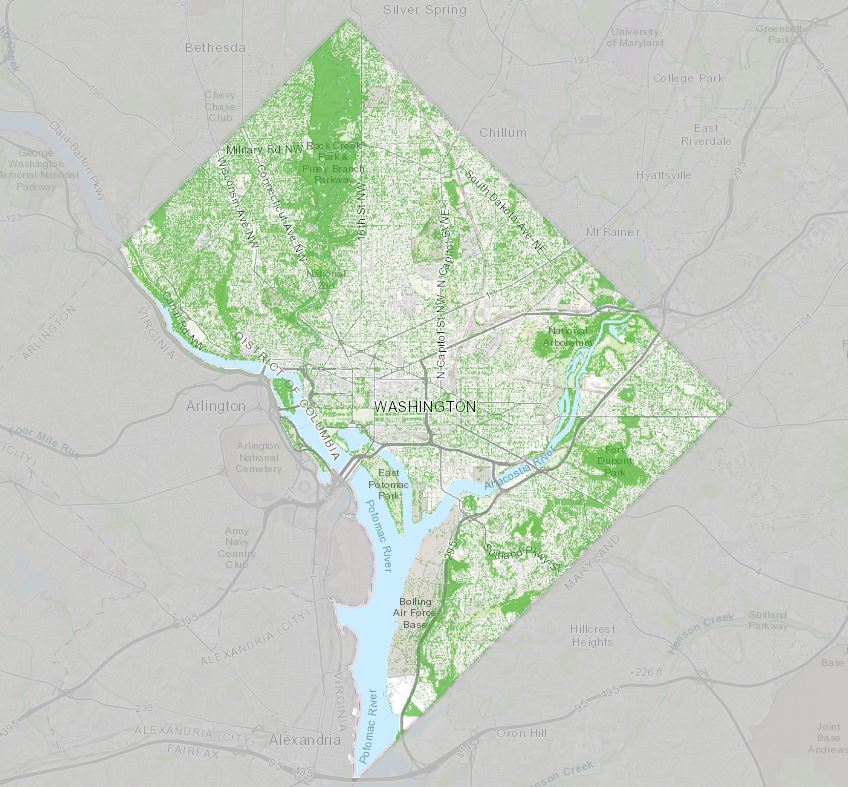 Silver Spring
Bethesda
University
of Maryland
Greenbelt
Park
193
95
College Park
Chevy
Chase
Club
190
Clara Barton Pkwy
Chillum
East
Riverdale
295
George
Washington
Memorial National
Parkway
Military Rd NW
Rock Creek
Park &
Piney Branch
Parkway
Hyattsville
Wisconsin Ave NW
Connecticut Ave NW
16th St NW
South Dakota Ave NE
123
Mt Rainier
N Capitol St NW
N Capitol St NE
National
ARLINGTON
VIRGINIA
Canal Rd NW
National
Arboretum
704
DISTRICT OF COLUMBIA
Arlington
WASHINGTON
Four Mile Run
(CITY)
Arlington
National
Cemetery
Fort
Dupont
Park
Anacostia River
East
Potomac
Park
Army
Navy
Country
Club
Potomac River
295
Suitland Pkwy SE
MARYLAND
Bolling
Air Force
Base
395
ALEXANDRIA (CITY)
Hillcrest
Heights
Suitland
Parkway
Henson Creek
226 ft
Joint
Base
95-495
VIRGINIA
Potomac River
236
395
ALEXANDRIA (CITY)
FAIRFAX
Alexandria
95-495
Oxon Hill
Henson Creek
Joint
Base
Andrews